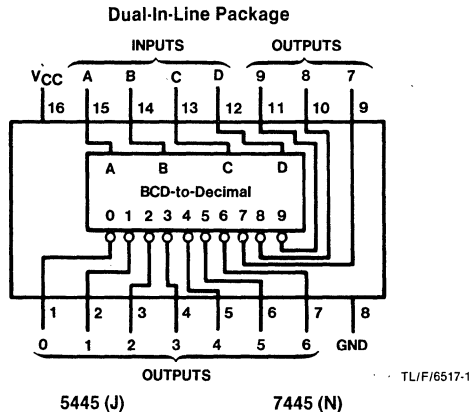 Dual-In-Line Package
INPUTS OUTPUTS
VCC A B C D 9 8 7
16 15 14 13 12 11 10 9
A B C D
BCD-to-Decimal
0 1 2 3 4 5 6 7 8 9
1 2 3 4 5 6 7 8
0 1 2 3 4 5 6 GND
OUTPUTS
TL/F/6517-1
5445 (J) 7445 (N)